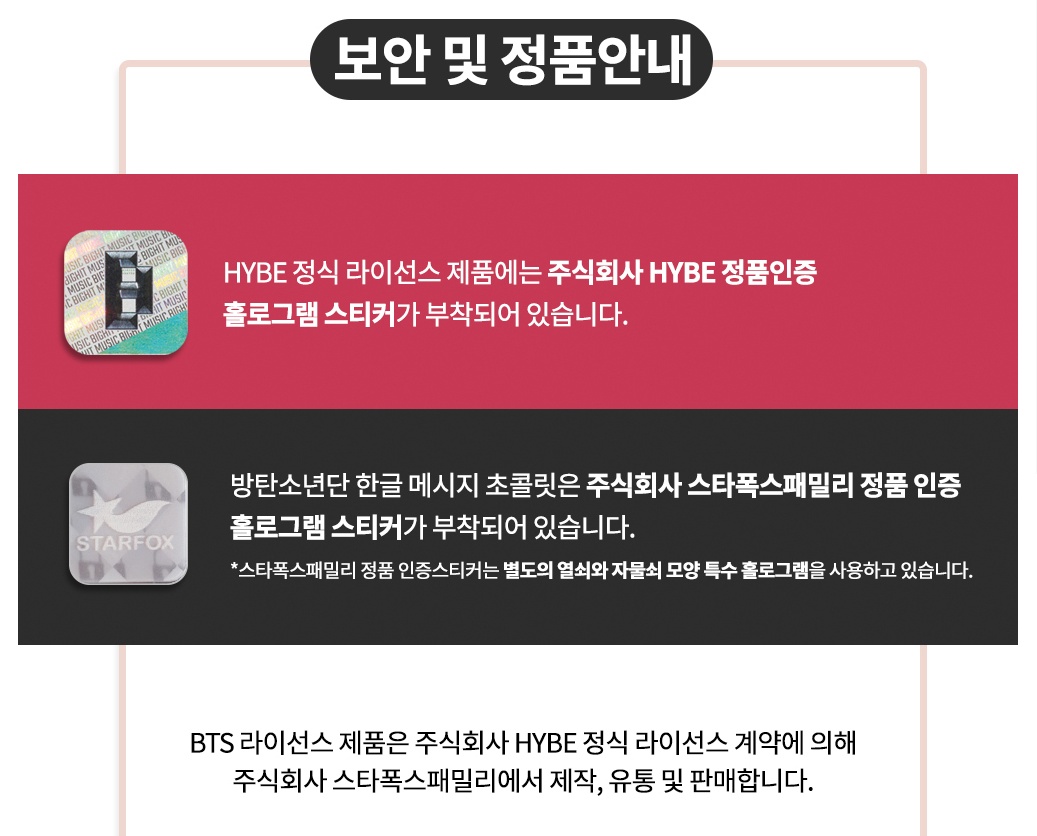 보안 및 정품안내
BIGHIT MUSIC BIGHIT MUSIC
HYBE 정식 라이선스 제품에는 주식회사 HYBE 정품인증
홀로그램 스티커가 부착되어 있습니다.
STARFOX
방탄소년단 한글 메시지 초콜릿은 주식회사 스타폭스패밀리 정품 인증
홀로그램 스티커가 부착되어 있습니다.
*스타폭스패밀리 정품 인증스티커는 별도의 열쇠와 자물쇠 모양 특수 홀로그램을 사용하고 있습니다.
BTS 라이선스 제품은 주식회사 HYBE 정식 라이선스 계약에 의해
주식회사 스타폭스패밀리에서 제작, 유통 및 판매합니다.